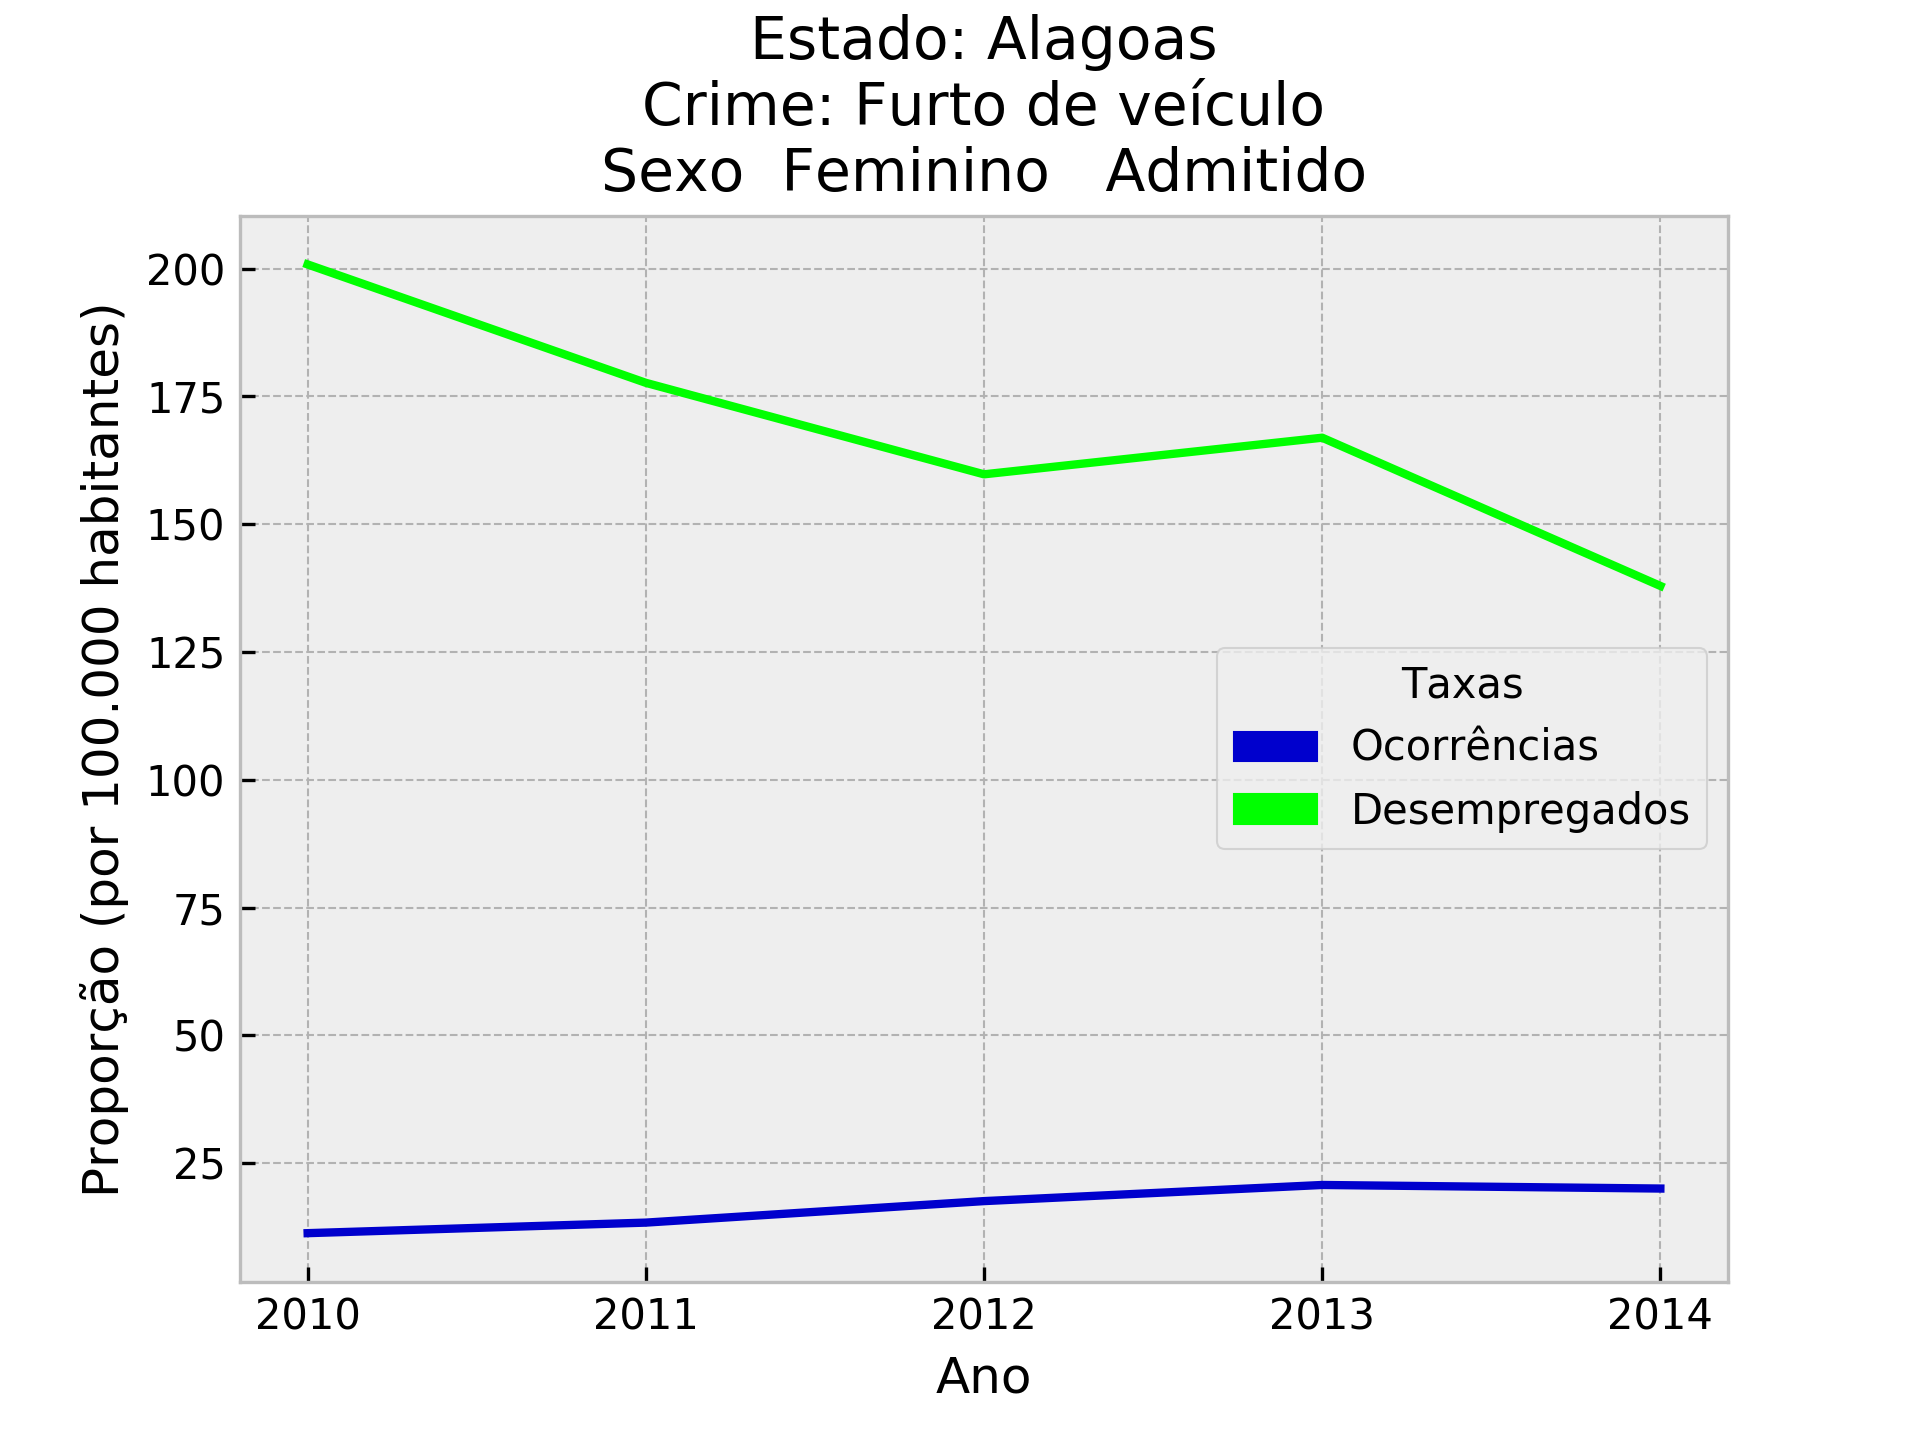 Estado: Alagoas
Crime: Furto de veículo
Sexo  Feminino   Admitido
Proporção (por 100.000 habitantes)
200
175
150
125
100
75
50
25
Taxas
Ocorrências
Desempregados
2010 2011 2012 2013 2014
Ano